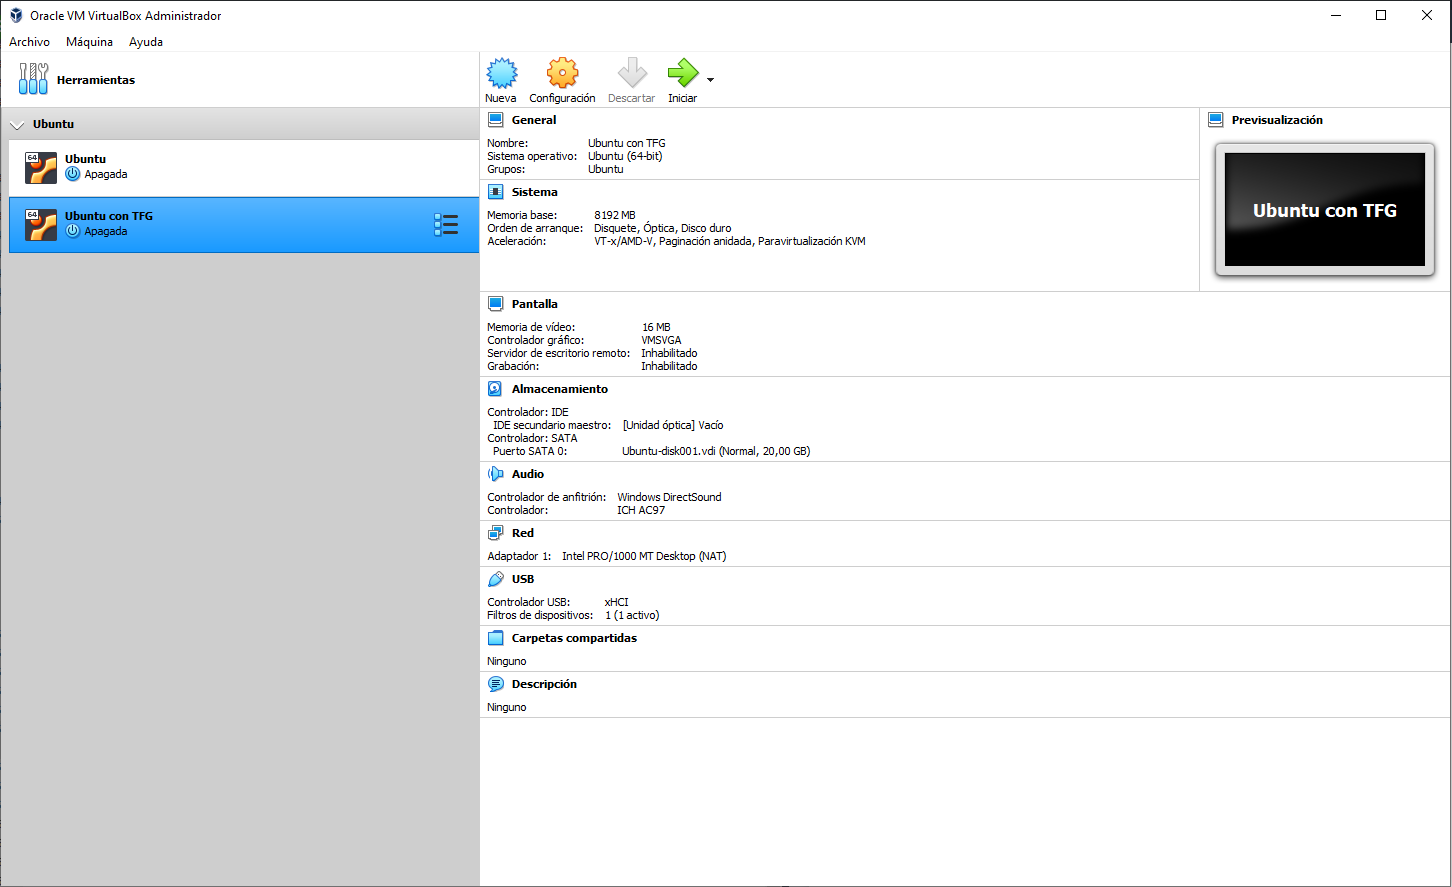 Oracle VM VirtualBox Administrador
Archivo Máquina Ayuda
Herramientas
Nueva Configuración Descartar Iniciar
Ubuntu
64 Ubuntu
Apagada
64 Ubuntu con TFG
Apagada
General
Nombre: Ubuntu con TFG
Sistema operativo: Ubuntu (64-bit)
Grupos: Ubuntu
Sistema
Memoria base: 8192 MB
Orden de arranque: Disquete, Óptica, Disco duro
Aceleración: VT-x/AMD-V, Paginación anidada, Paravirtualización KVM
Previsualización
Ubuntu con TFG
Pantalla
Memoria de vídeo: 16 MB
Controlador gráfico: VMSVGA
Servidor de escritorio remoto: Inhabilitado
Grabación: Inhabilitado
Almacenamiento
Controlador: IDE
IDE secundario maestro: [Unidad óptica] Vacío
Controlador: SATA
Puerto SATA 0: Ubuntu-disk001.vdi (Normal, 20,00 GB)
Audio
Controlador de anfitrión: Windows DirectSound
Controlador: ICH AC97
Red
Adaptador 1: Intel PRO/1000 MT Desktop (NAT)
USB
Controlador USB: xHCI
Filtros de dispositivos: 1 (1 activo)
Carpetas compartidas
Ninguno
Descripción
Ninguno